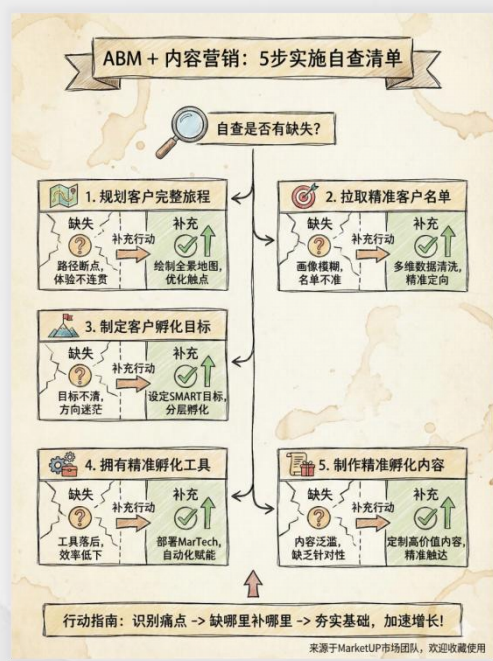 ABM + 内容营销：5步实施自查清单
自查是否有缺失？
1. 规划客户完整旅程
缺失
路径断点，
体验不连贯
补充行动
补充
绘制全景地图，
优化触点
2. 拉取精准客户名单
缺失
画像模糊，
名单不准
补充行动
补充
多维数据清洗，
精准定向
3. 制定客户孵化目标
缺失
目标不清，
方向迷茫
补充行动
补充
设定SMART目标，
分层孵化
4. 拥有精准孵化工具
缺失
工具落后，
效率低下
补充行动
补充
部署MarTech，
自动化赋能
5. 制作精准孵化内容
缺失
内容泛滥，
缺乏针对性
补充行动
补充
定制高价值内容，
精准触达
行动指南：识别痛点 -> 缺哪里补哪里 -> 夯实基础，加速增长！
来源于MarketUP市场团队，欢迎收藏使用